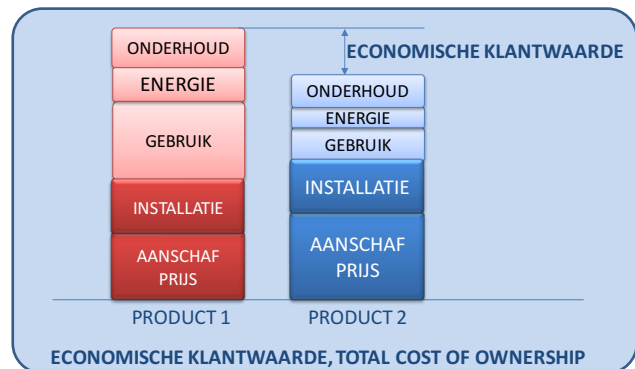 ONDERHOUD
ENERGIE
GEBRUIK
INSTALLATIE
AANSCHAF
PRIJS
PRODUCT 1
ECONOMISCHE KLANTWAARDE
ONDERHOUD
ENERGIE
GEBRUIK
INSTALLATIE
AANSCHAF
PRIJS
PRODUCT 2
ECONOMISCHE KLANTWAARDE, TOTAL COST OF OWNERSHIP